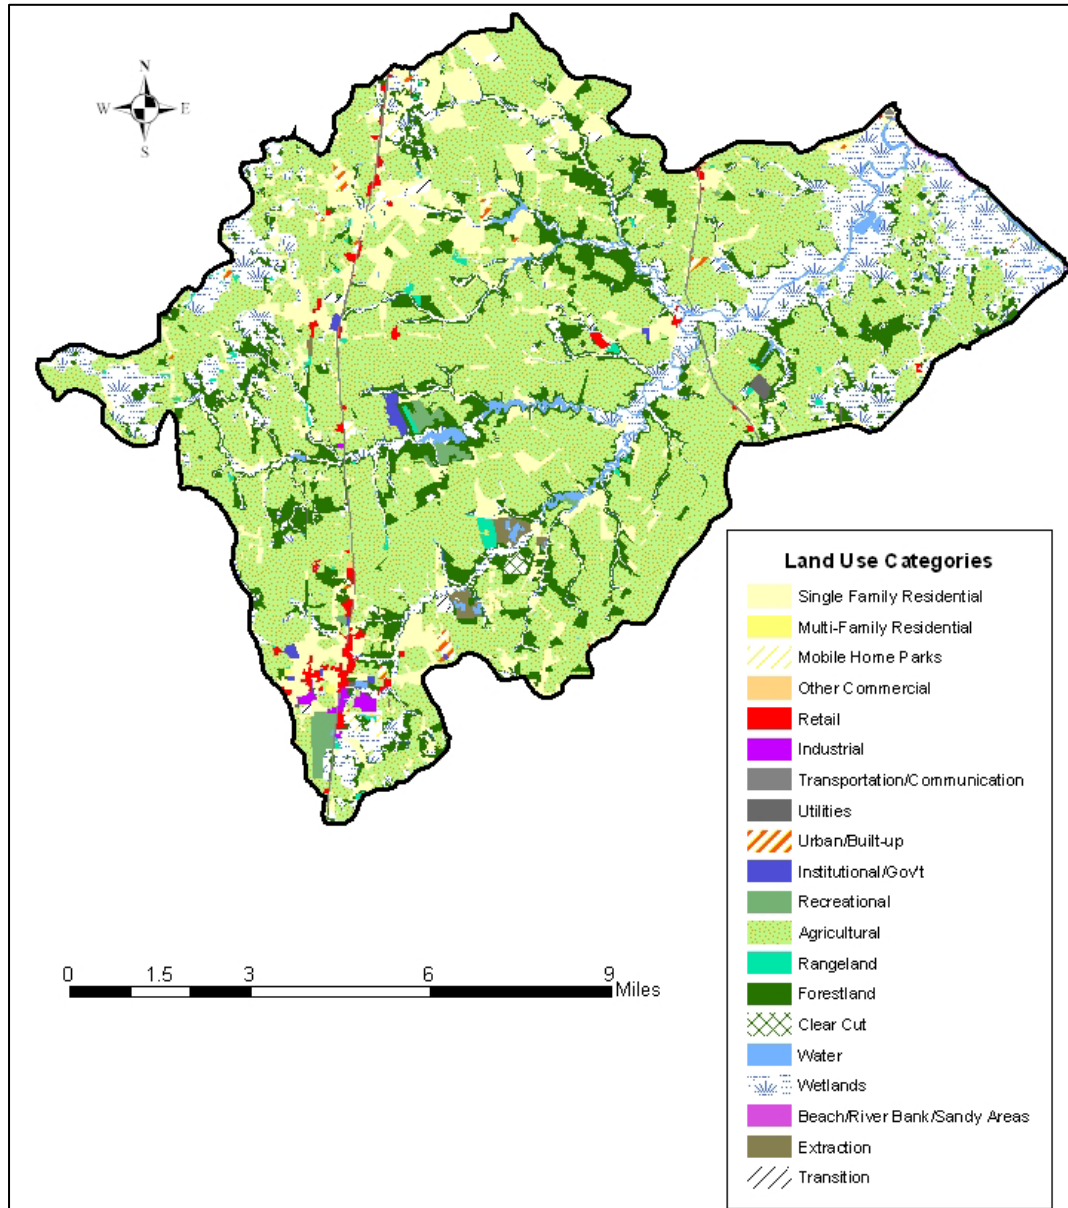 N
W E
S
Land Use Categories
Single Family Residential
Multi-Family Residential
Mobile Home Parks
Other Commercial
Retail
Industrial
Transportation/Communication
Utilities
Urban/Built-up
Institutional/Gov't
Recreational
Agricultural
Rangeland
Forestland
Clear Cut
Water
Wetlands
Beach/River Bank/Sandy Areas
Extraction
Transition
0 1.5 3 6 9
Miles